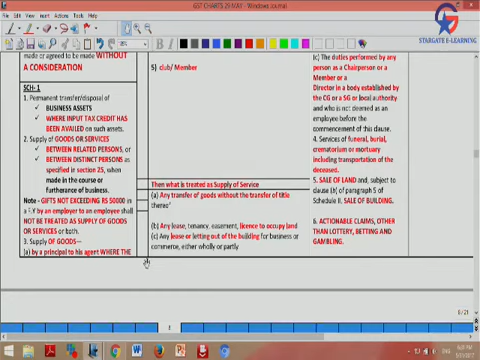 GST CHARTS 29 MAY - Windows Journal
File Edit View Insert Actions Tools Help
STARGATE E-LEARNING
made or agreed to be made WITHOUT
A CONSIDERATION
SCH- 1
1. Permanent transfer/disposal of
✓ BUSINESS ASSETS
✓ WHERE INPUT TAX CREDIT HAS
BEEN AVAILED on such assets.
2. Supply of GOODS OR SERVICES
✓ BETWEEN RELATED PERSONS, or
✓ BETWEEN DISTINCT PERSONS as
specified in section 25, when
made in the course or
furtherance of business.
Note - GIFTS NOT EXCEEDING RS 50000 in
a F.Y by an employer to an employee shall
NOT BE TREATED AS SUPPLY OF GOODS
OR SERVICES or both.
3. Supply of GOODS—
(a) by a principal to his agent WHERE THE
5) club/ Member
Then what is treated as Supply of Service
(a) Any transfer of goods without the transfer of title
thereof
(b) Any lease, tenancy, easement, licence to occupy land
(c) Any lease or letting out of the building for business or
commerce, either wholly or partly
(c) The duties performed by any
person as a Chairperson or a
Member or a
Director in a body established by
the CG or a SG or local authority
and who is not deemed as an
employee before the
commencement of this clause.
4. Services of funeral, burial,
crematorium or mortuary
including transportation of the
deceased.
5. SALE OF LAND and, subject to
clause (b) of paragraph 5 of
Schedule II, SALE OF BUILDING.
6. ACTIONABLE CLAIMS, OTHER
THAN LOTTERY, BETTING AND
GAMBLING.